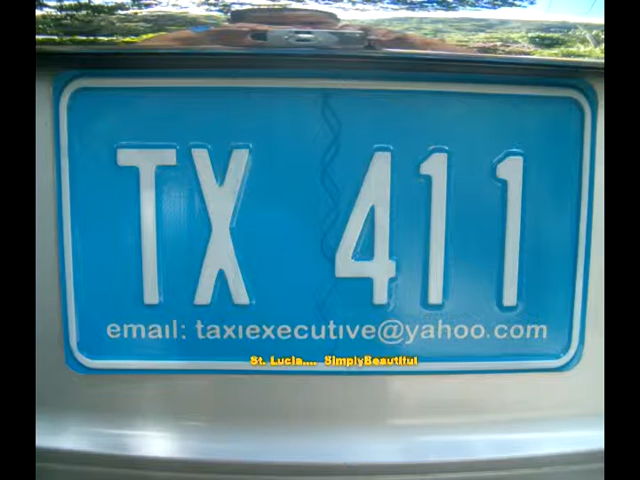 TX 411
email: taxiexecutive@yahoo.com
St. Lucia.... SimplyBeautiful